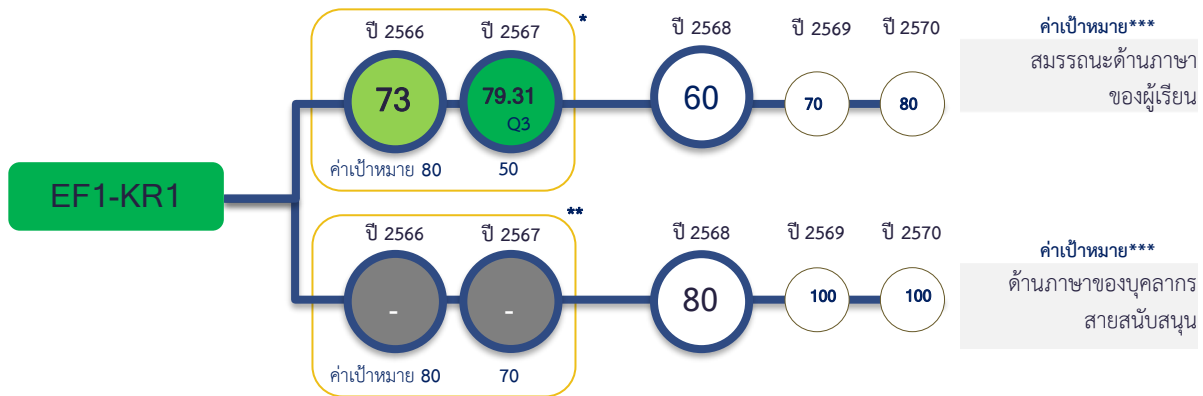 ปี 2566 ปี 2567 * ปี 2568 ปี 2569 ปี 2570 ค่าเป้าหมาย***
สมรรถนะด้านภาษา
ของผู้เรียน
73 79.31 60 70 80
Q3
ค่าเป้าหมาย 80 50
EF1-KR1
**
ปี 2566 ปี 2567 ปี 2568 ปี 2569 ปี 2570 ค่าเป้าหมาย***
ด้านภาษาของบุคลากร
สายสนับสนุน
- - 80 100 100
ค่าเป้าหมาย 80 70